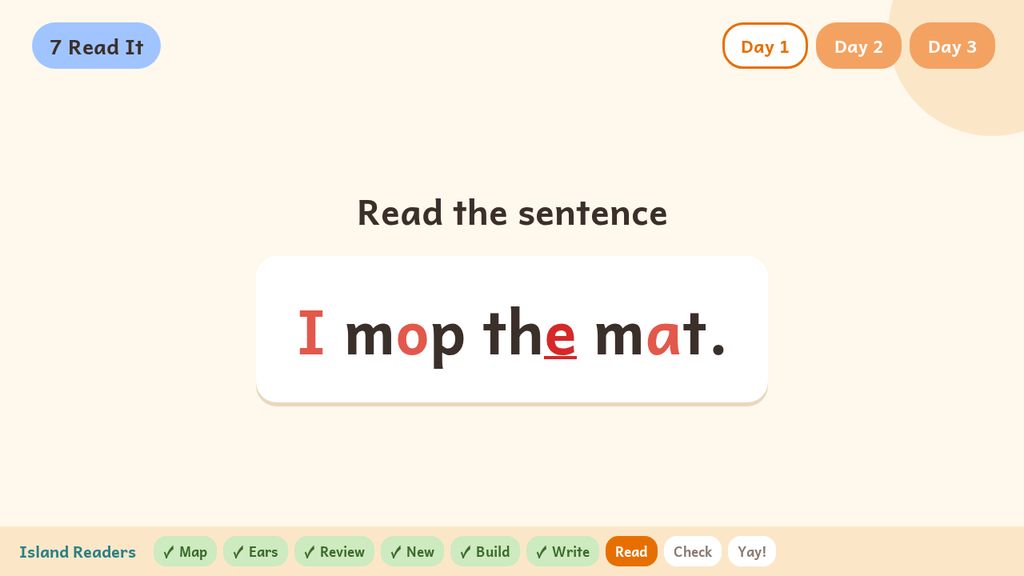 7 Read It
Day 1 Day 2 Day 3
Read the sentence
I mop the mat.
Island Readers ✓ Map ✓ Ears ✓ Review ✓ New ✓ Build ✓ Write Read Check Yay!